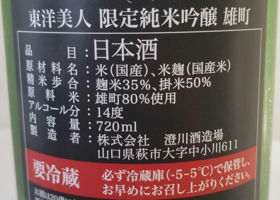 東洋美人 限定純米吟醸 雄町
品目：日本酒
原材料名：米(国産)、米麹(国産米)
精米歩合：麹米35%、掛米50%
原料米：雄町80%使用
アルコール分：14度
内容量：720ml
製造者：株式会社 澄川酒造場
山口県萩市大字中小川611
要冷蔵
必ず冷蔵庫(-5-5℃)で保管し、
お早めにお召し上がりください。